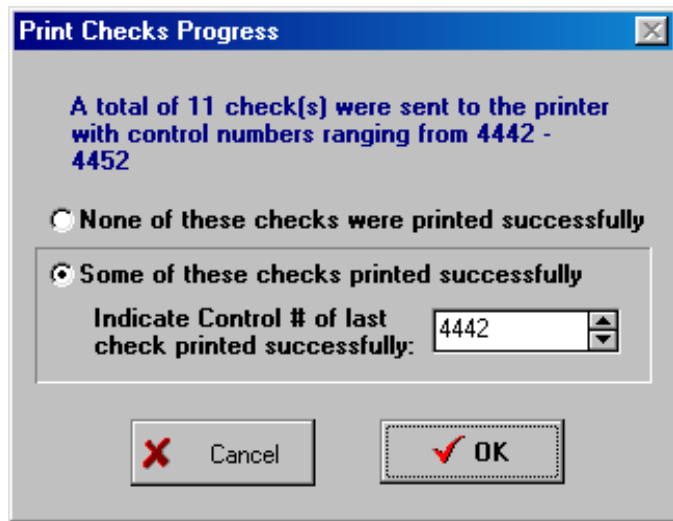 Print Checks Progress
A total of 11 check(s) were sent to the printer
with control numbers ranging from 4442 -
4452
None of these checks were printed successfully
Some of these checks printed successfully
Indicate Control # of last
check printed successfully:
4442
Cancel
OK